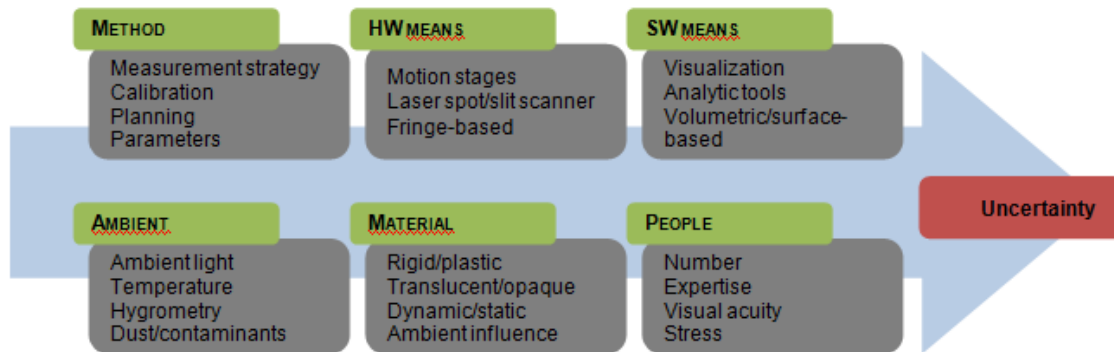 METHOD
Measurement strategy
Calibration
Planning
Parameters
HW MEANS
Motion stages
Laser spot/slit scanner
Fringe-based
SW MEANS
Visualization
Analytic tools
Volumetric/surface-
based
Uncertainty
AMBIENT
Ambient light
Temperature
Hygrometry
Dust/contaminants
MATERIAL
Rigid/plastic
Translucent/opaque
Dynamic/static
Ambient influence
PEOPLE
Number
Expertise
Visual acuity
Stress